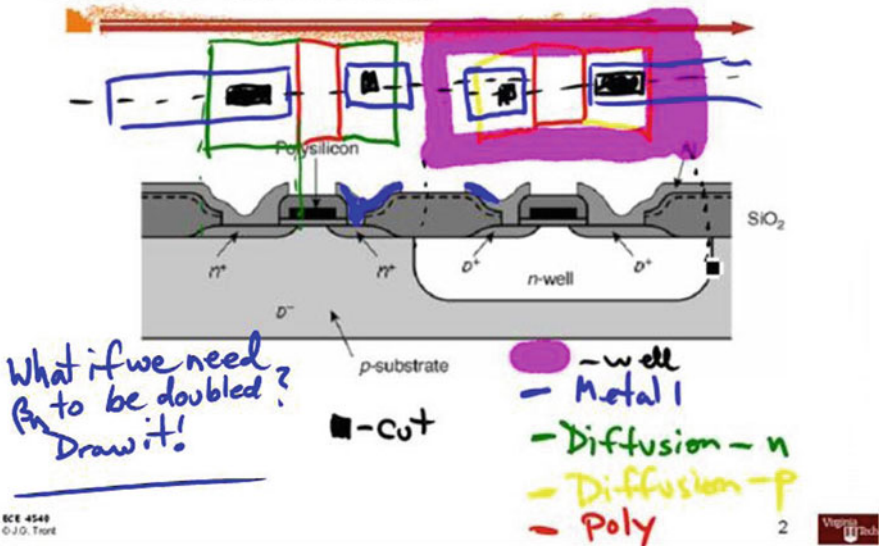 Polysilicon
Al
SiO2
n+
n+
p+
p+
n-well
p-
p-substrate
What if we need
βn to be doubled?
Draw it!
-cut
-well
- Metal 1
- Diffusion - n
- Diffusion - p
- Poly
ECE 4540
© J.G. Tront
2
Virginia
Tech